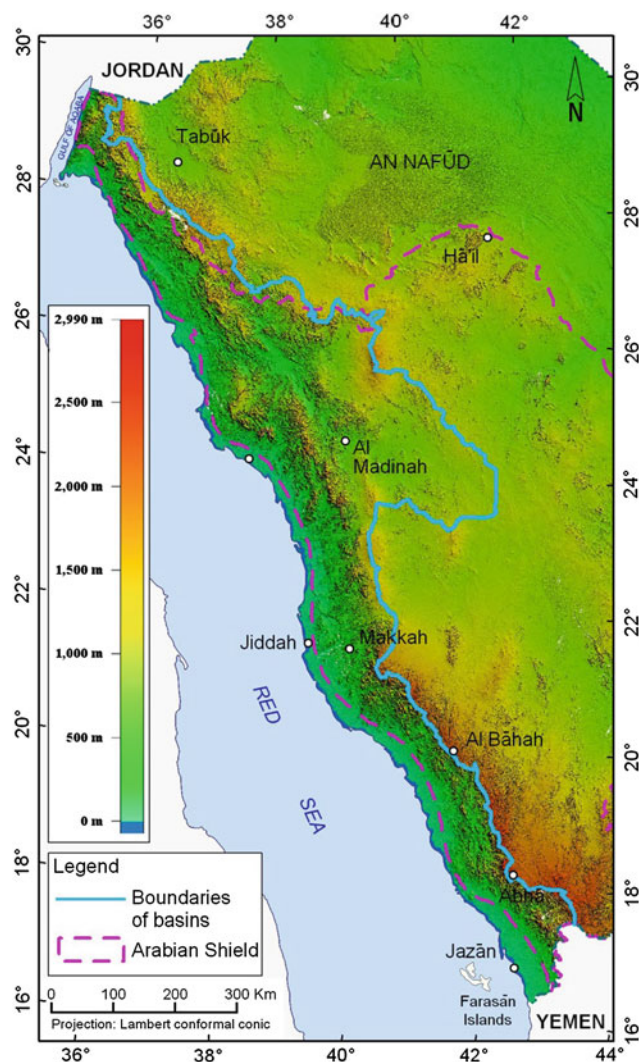 36° 38° 40° 42°
30°
JORDAN
GULF OF AQABA
N
Tabūk
AN NAFŪD
28°
Hā'il
28°
26°
26°
2,990 m
2,500 m
2,000 m
1,500 m
1,000 m
500 m
0 m
24°
Al
Madinah
24°
22°
Jiddah
Makkah
22°
RED
SEA
20°
Al Bāhah
20°
Legend
Boundaries
of basins
Arabian Shield
18°
Abhā
18°
Jazān
Farasān
Islands
0 100 200 300 Km
Projection: Lambert conformal conic
16°
YEMEN
16°
36° 38° 40° 42° 44°